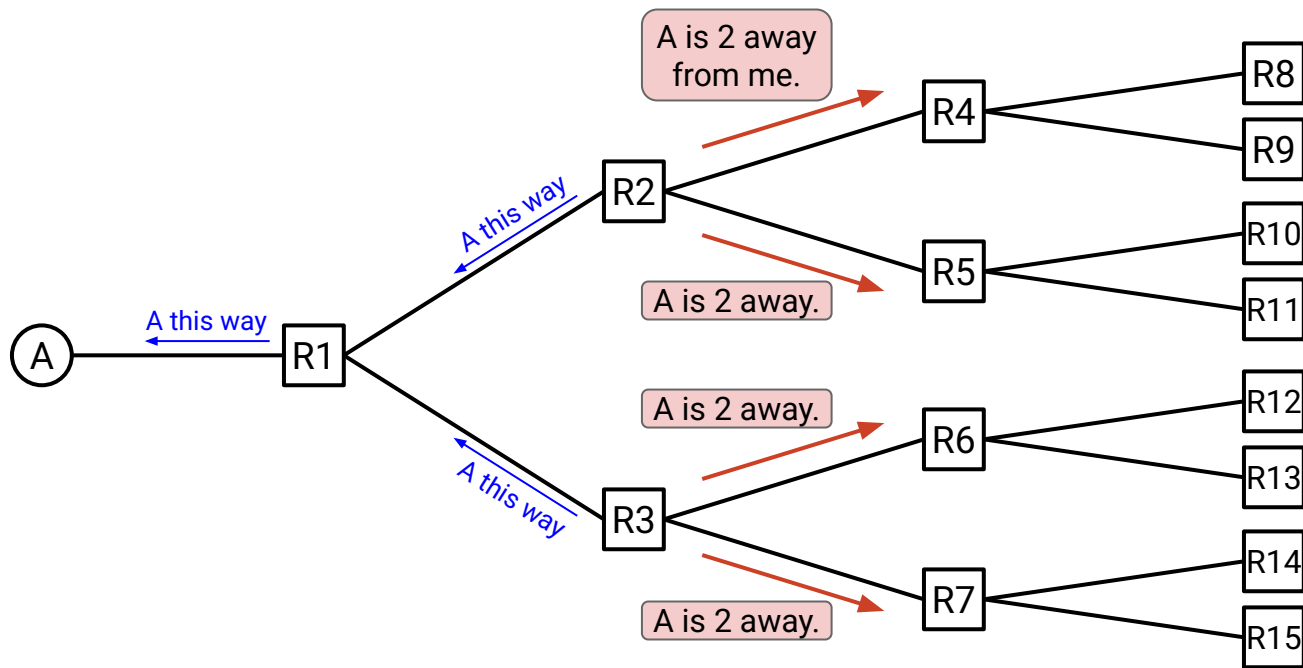 A is 2 away
from me.
R8
R4
R9
R2
A this way
R10
A is 2 away.
R5
R11
A this way
A
R1
A is 2 away.
R12
R6
A this way
R13
R3
R14
A is 2 away.
R7
R15